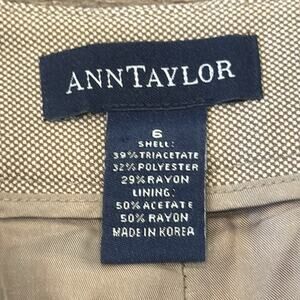 ANNTAYLOR
6
SHELL:
39% TRIACETATE
32% POLYESTER
29% RAYON
LINING:
50% ACETATE
50% RAYON
MADE IN KOREA